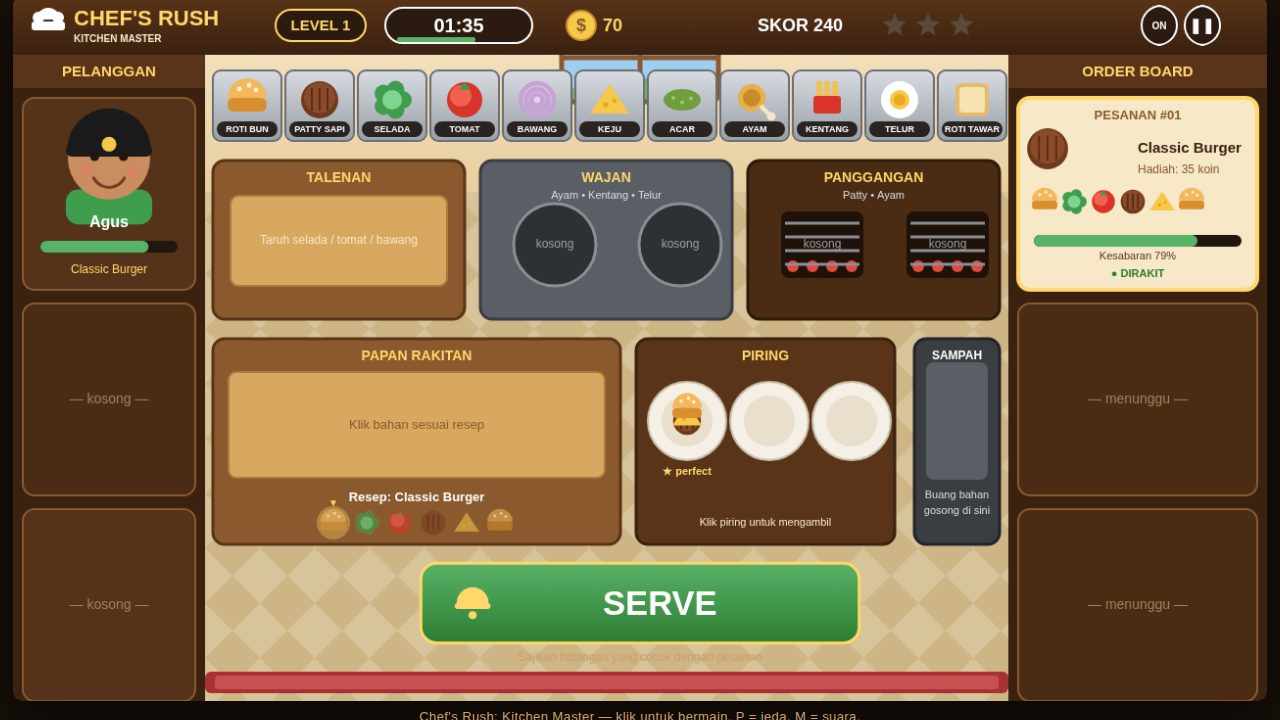 CHEF'S RUSH
KITCHEN MASTER
LEVEL 1
01:35
$ 70
SKOR 240
ON
PELANGGAN
Agus
Classic Burger
— kosong —
— kosong —
ROTI BUN
PATTY SAPI
SELADA
TOMAT
BAWANG
KEJU
ACAR
AYAM
KENTANG
TELUR
ROTI TAWAR
TALENAN
Taruh selada / tomat / bawang
WAJAN
Ayam • Kentang • Telur
kosong
kosong
PANGGANGAN
Patty • Ayam
kosong
kosong
PAPAN RAKITAN
Klik bahan sesuai resep
Resep: Classic Burger
PIRING
★ perfect
Klik piring untuk mengambil
SAMPAH
Buang bahan
gosong di sini
SERVE
Sajikan hidangan yang cocok dengan pesanan
ORDER BOARD
PESANAN #01
Classic Burger
Hadiah: 35 koin
Kesabaran 79%
● DIRAKIT
— menunggu —
— menunggu —
Chef's Rush: Kitchen Master — klik untuk bermain. P = jeda, M = suara.